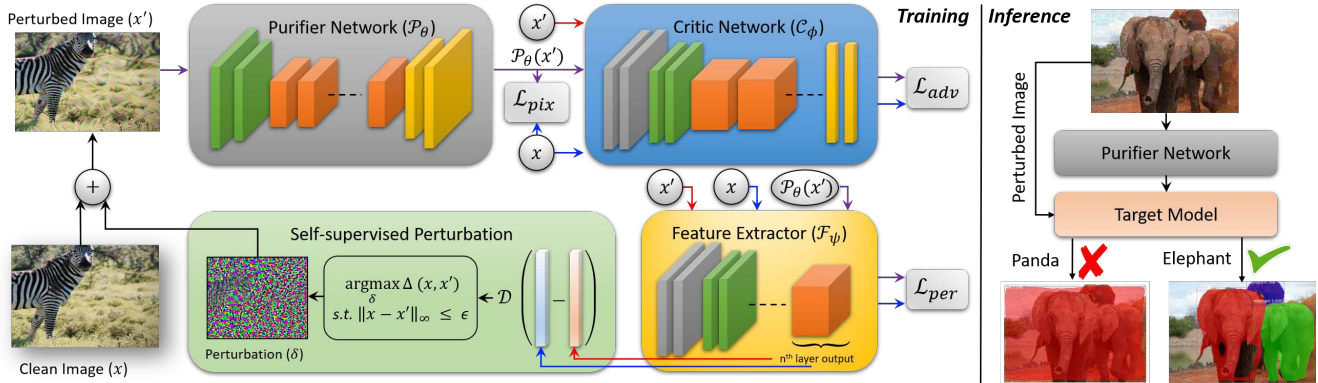 Perturbed Image (x′)
Purifier Network (𝒫θ)
x′
𝒫θ(x′)
ℒpix
x
Critic Network (𝒞ϕ)
ℒadv
Training
Inference
Perturbed Image
Purifier Network
Target Model
Panda
Elephant
+
x′
x
𝒫θ(x′)
Self-supervised Perturbation
argmax Δ (x, x′)
δ
s.t. ‖x − x′‖∞ ≤ ϵ
𝒟
−
Perturbation (δ)
Feature Extractor (ℱψ)
nth layer output
ℒper
Clean Image (x)